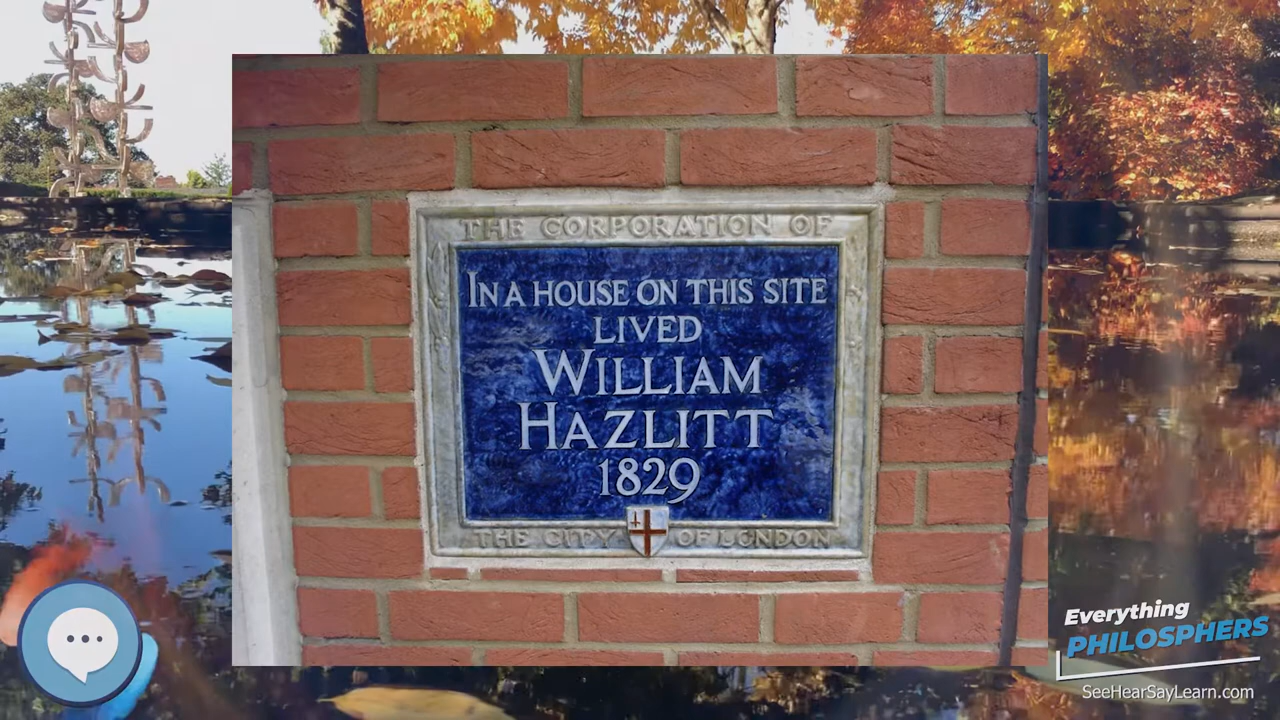 THE CORPORATION OF
IN A HOUSE ON THIS SITE
LIVED
WILLIAM
HAZLITT
1829
THE CITY OF LONDON
Everything
PHILOSPHERS
SeeHearSayLearn.com